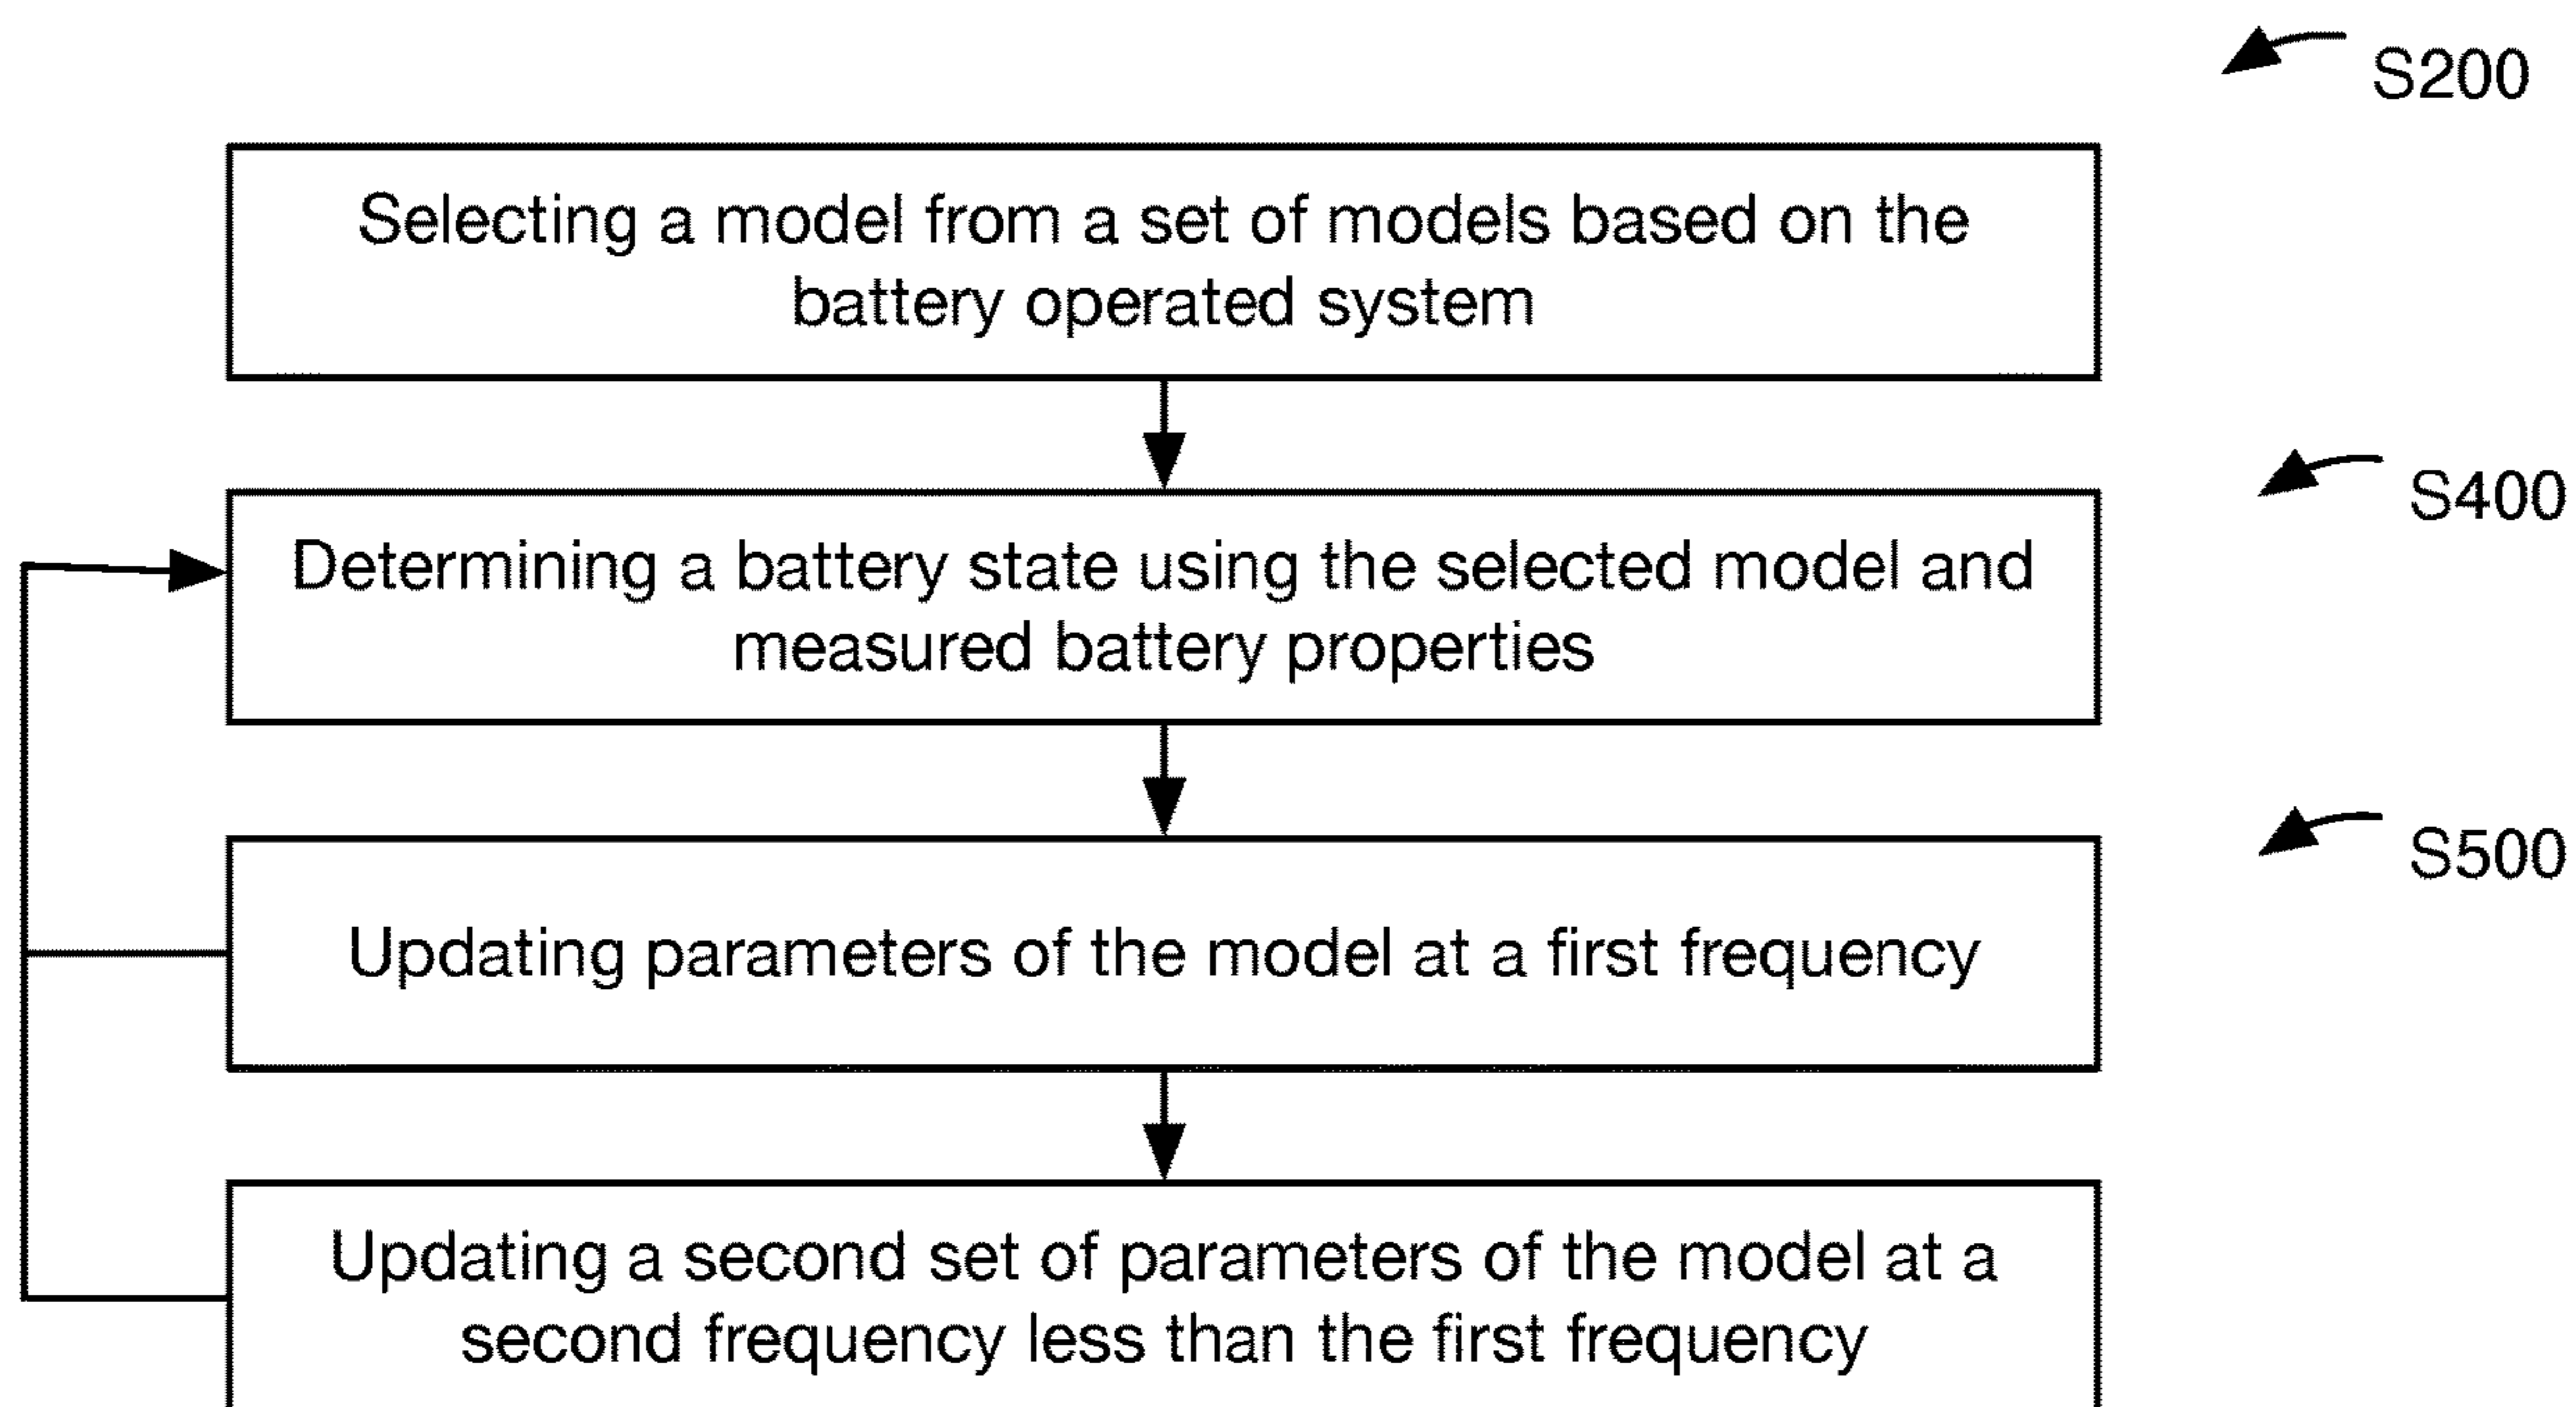 S200
Selecting a model from a set of models based on the
battery operated system
S400
Determining a battery state using the selected model and
measured battery properties
S500
Updating parameters of the model at a first frequency
Updating a second set of parameters of the model at a
second frequency less than the first frequency